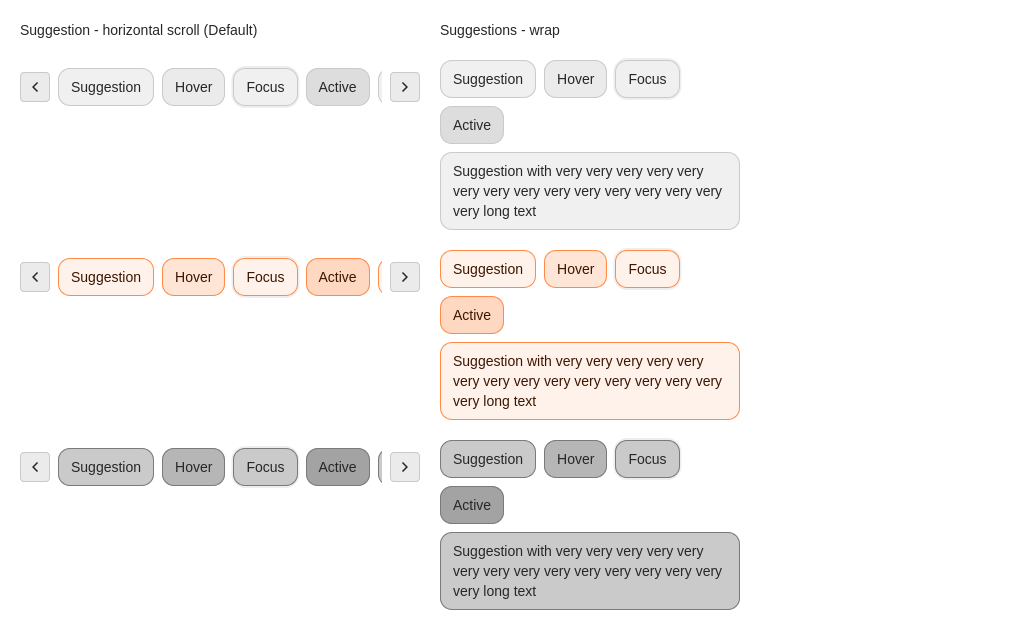 Suggestion - horizontal scroll (Default)
Suggestion Hover Focus Active
Suggestion Hover Focus Active
Suggestion Hover Focus Active
Suggestions - wrap
Suggestion Hover Focus
Active
Suggestion with very very very very very
very very very very very very very very very
very long text
Suggestion Hover Focus
Active
Suggestion with very very very very very
very very very very very very very very very
very long text
Suggestion Hover Focus
Active
Suggestion with very very very very very
very very very very very very very very very
very long text